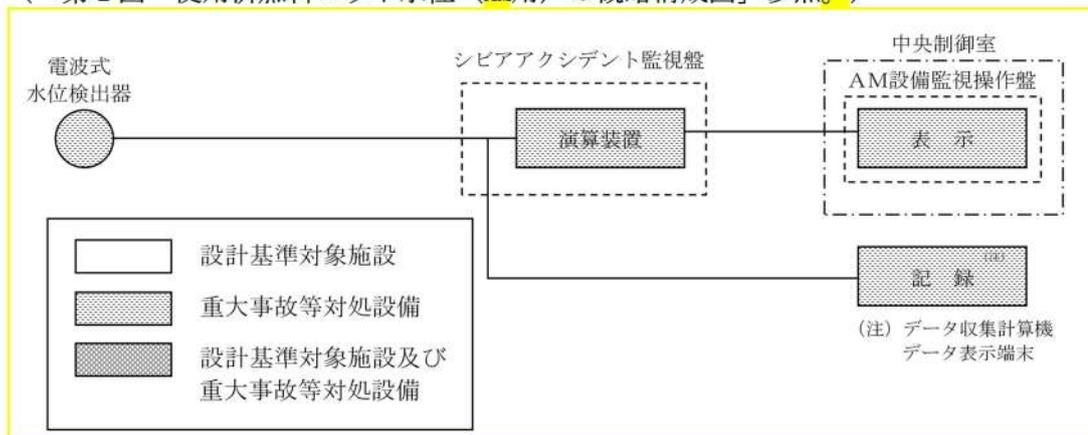 電波式
水位検出器
シビアアクシデント監視盤
演算装置
中央制御室
AM設備監視操作盤
表 示
記 録 (注)
(注) データ収集計算機
データ表示端末
設計基準対象施設
重大事故等対処設備
設計基準対象施設及び
重大事故等対処設備